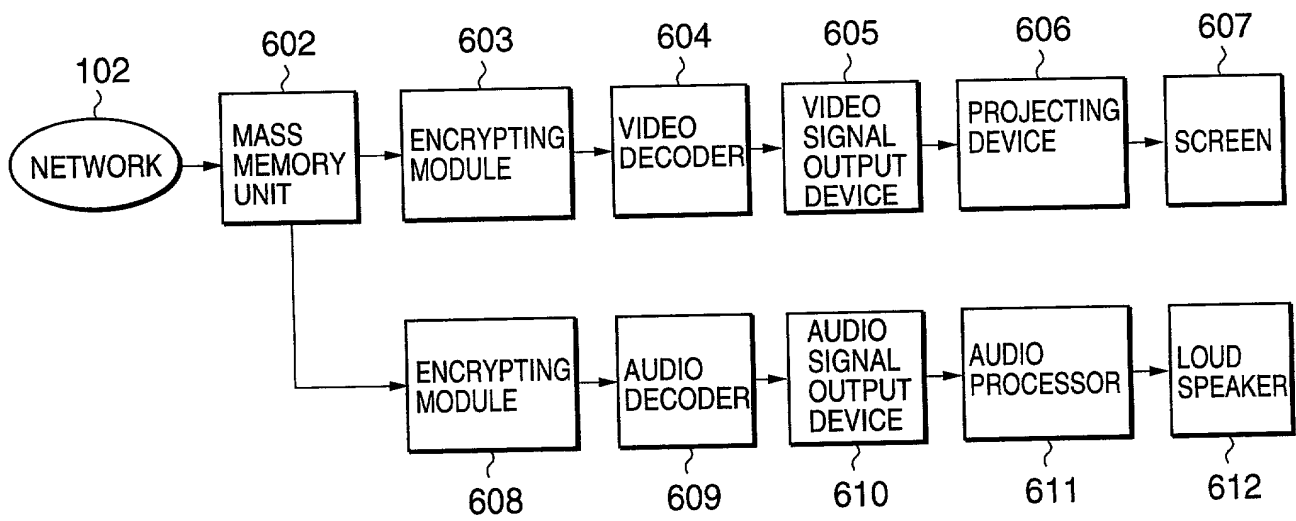 102
602
603
604
605
606
607
NETWORK
MASS
MEMORY
UNIT
ENCRYPTING
MODULE
VIDEO
DECODER
VIDEO
SIGNAL
OUTPUT
DEVICE
PROJECTING
DEVICE
SCREEN
ENCRYPTING
MODULE
AUDIO
DECODER
AUDIO
SIGNAL
OUTPUT
DEVICE
AUDIO
PROCESSOR
LOUD
SPEAKER
608
609
610
611
612